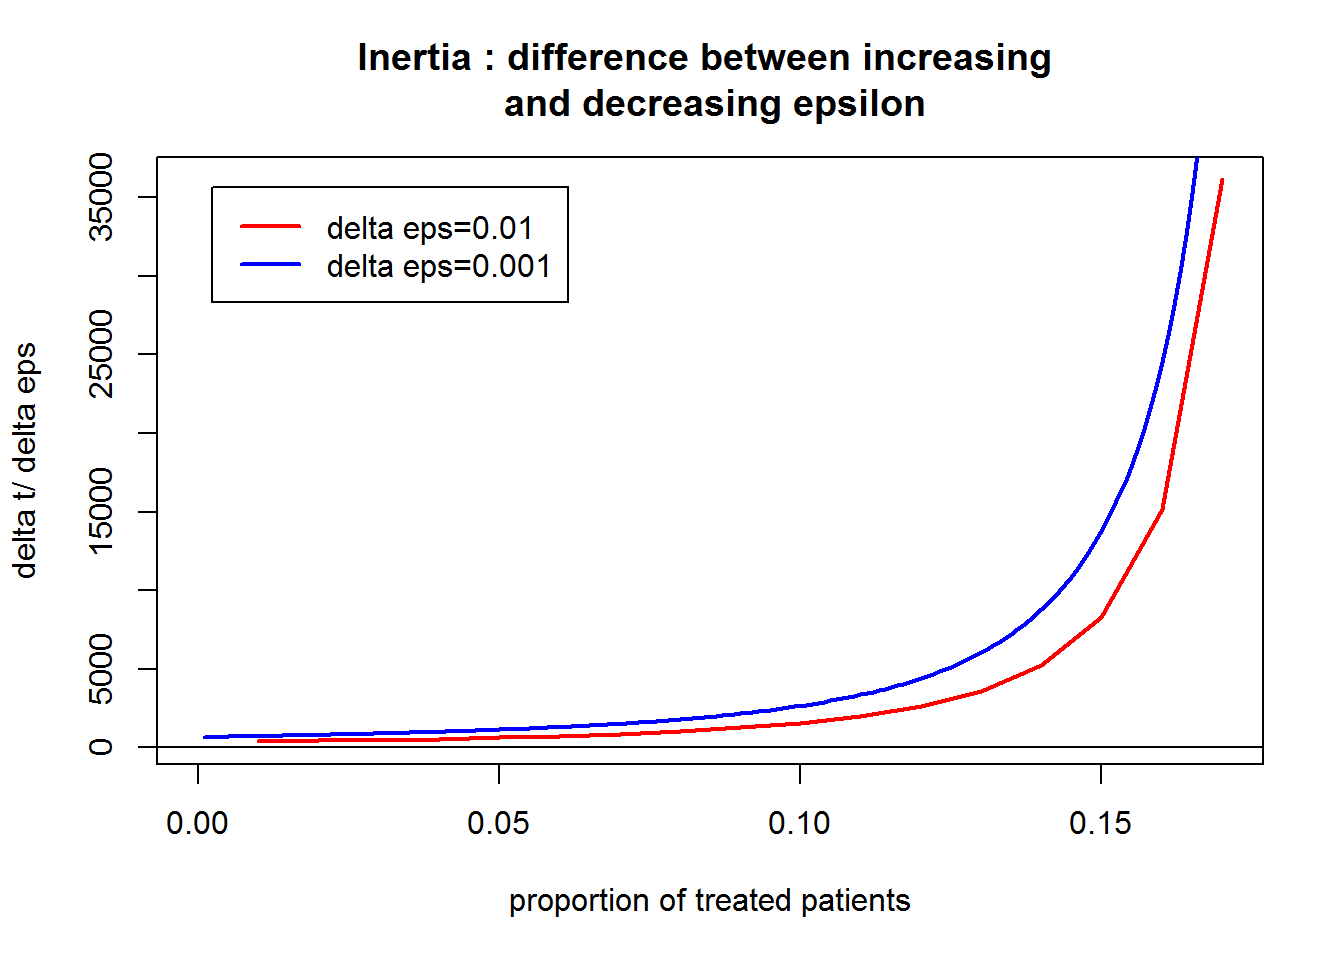 Inertia : difference between increasing
and decreasing epsilon
delta eps=0.01
delta eps=0.001
35000
25000
15000
5000
0
delta t/ delta eps
0.00 0.05 0.10 0.15
proportion of treated patients